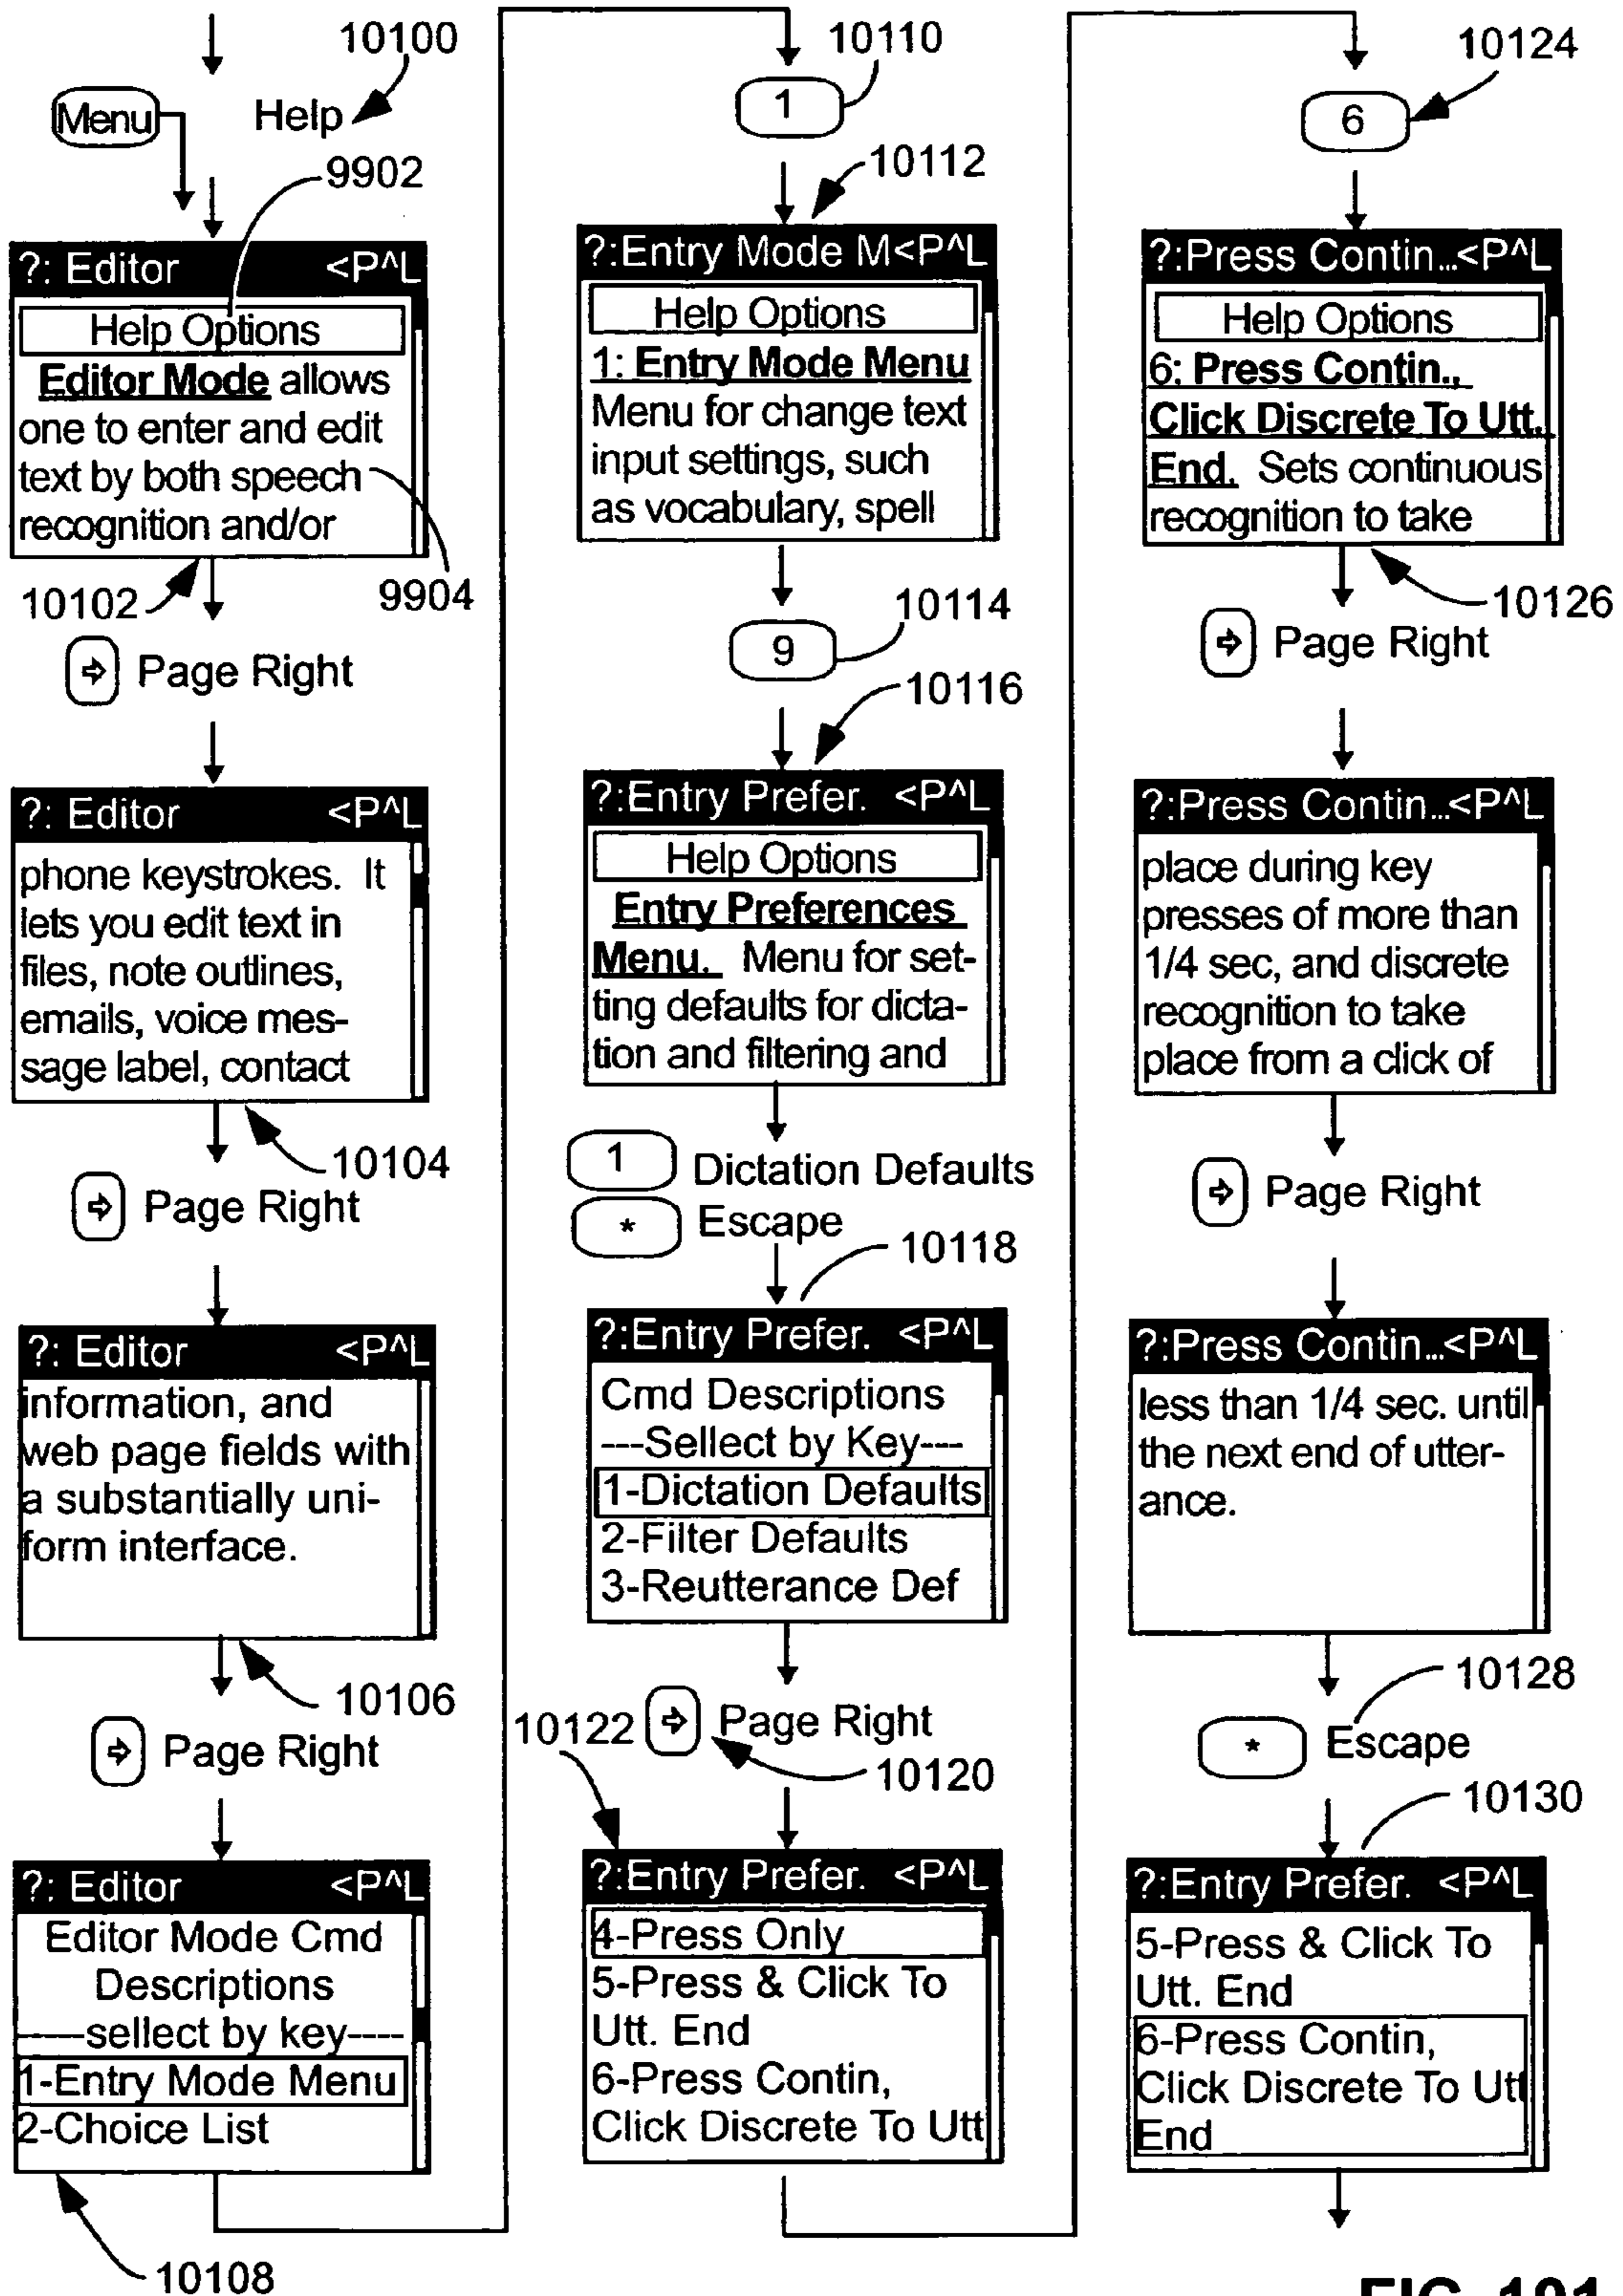 10100
Menu
Help
9902
?: Editor <P^L
Help Options
Editor Mode allows
one to enter and edit
text by both speech
recognition and/or
10102
9904
Page Right
?: Editor <P^L
phone keystrokes. It
lets you edit text in
files, note outlines,
emails, voice mes-
sage label, contact
10104
Page Right
?: Editor <P^L
information, and
web page fields with
a substantially uni-
form interface.
10106
Page Right
?: Editor <P^L
Editor Mode Cmd
Descriptions
-----sellect by key----
1-Entry Mode Menu
2-Choice List
10108
10110
1
10112
?:Entry Mode M<P^L
Help Options
1: Entry Mode Menu
Menu for change text
input settings, such
as vocabulary, spell
10114
9
10116
?:Entry Prefer. <P^L
Help Options
Entry Preferences
Menu. Menu for set-
ting defaults for dicta-
tion and filtering and
1 Dictation Defaults
* Escape
10118
?:Entry Prefer. <P^L
Cmd Descriptions
---Sellect by Key---
1-Dictation Defaults
2-Filter Defaults
3-Reutterance Def
10122
Page Right
10120
?:Entry Prefer. <P^L
4-Press Only
5-Press & Click To
Utt. End
6-Press Contin,
Click Discrete To Utt
10124
6
?:Press Contin...<P^L
Help Options
6: Press Contin.,
Click Discrete To Utt.
End. Sets continuous
recognition to take
10126
Page Right
?:Press Contin...<P^L
place during key
presses of more than
1/4 sec, and discrete
recognition to take
place from a click of
Page Right
?:Press Contin...<P^L
less than 1/4 sec. until
the next end of utter-
ance.
10128
* Escape
10130
?:Entry Prefer. <P^L
5-Press & Click To
Utt. End
6-Press Contin,
Click Discrete To Utt
End
FIG. 101